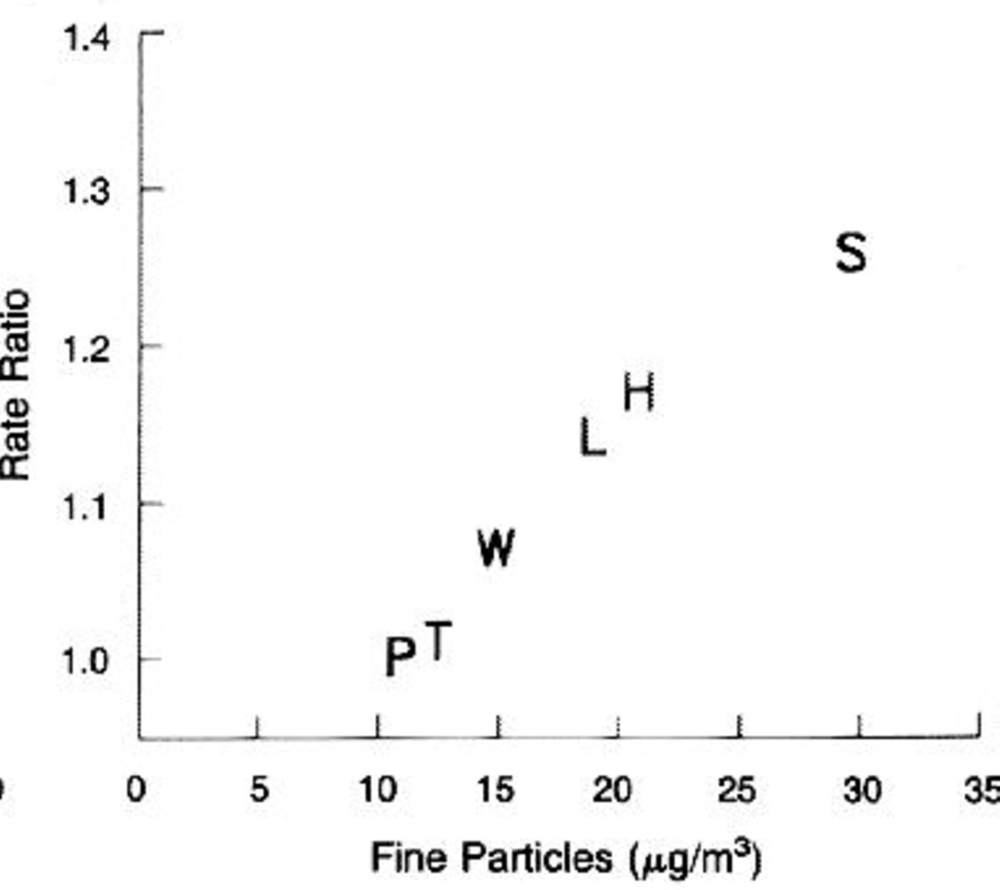 1.4
1.3
S
1.2
Rate Ratio
H
L
1.1
W
T
P
1.0
0 5 10 15 20 25 30 35
Fine Particles (μg/m³)